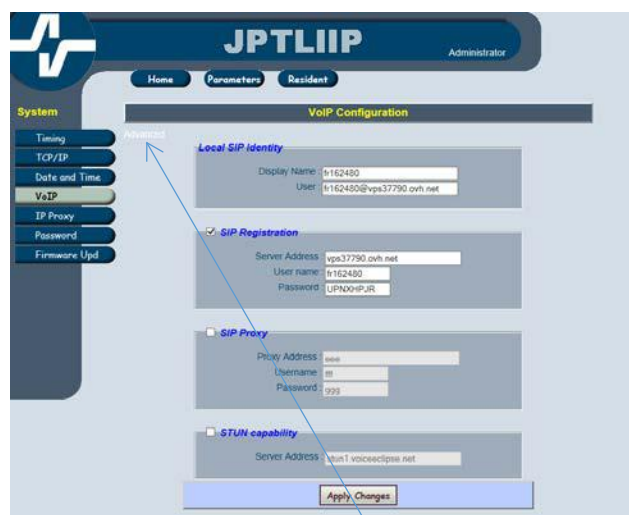 JPTLIIP
Administrator
Home Parameters Resident
System
VoIP Configuration
Timing
TCP/IP
Date and Time
VoIP
IP Proxy
Password
Firmware Upd
Advanced
Local SIP Identity
Display Name : fr162480
User : fr162480@vps37790.ovh.net
SIP Registration
Server Address : vps37790.ovh.net
User name : fr162480
Password : UPNXHPJR
SIP Proxy
Proxy Address :
Username :
Password : 999
STUN capability
Server Address : stun1.voiceeclipse.net
Apply Changes